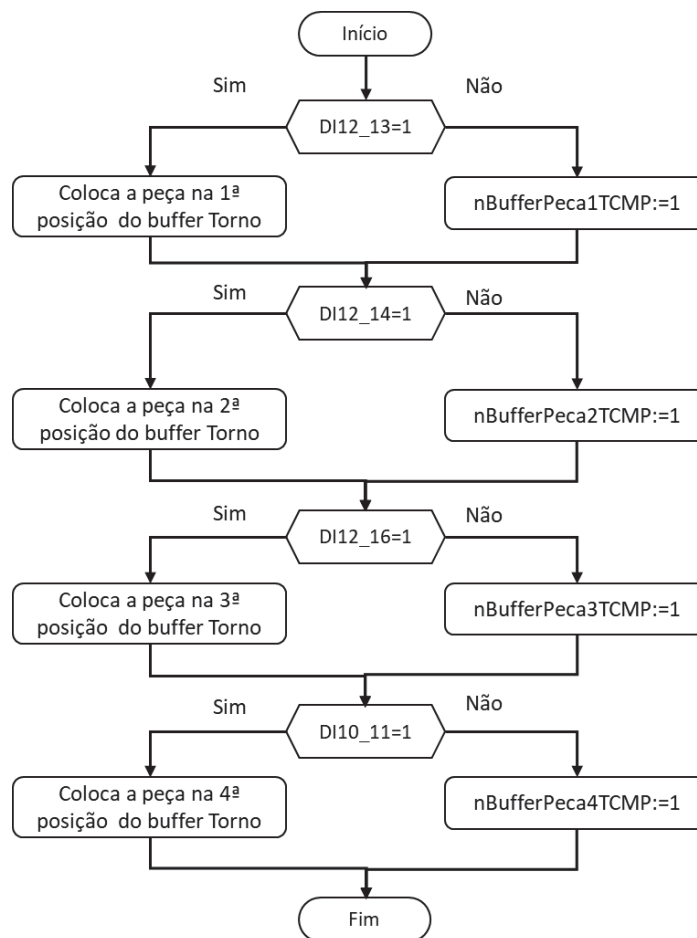 Início
Sim
Não
DI12_13=1
Coloca a peça na 1ª
posição do buffer Torno
nBufferPeca1TCMP:=1
Sim
Não
DI12_14=1
Coloca a peça na 2ª
posição do buffer Torno
nBufferPeca2TCMP:=1
Sim
Não
DI12_16=1
Coloca a peça na 3ª
posição do buffer Torno
nBufferPeca3TCMP:=1
Sim
Não
DI10_11=1
Coloca a peça na 4ª
posição do buffer Torno
nBufferPeca4TCMP:=1
Fim